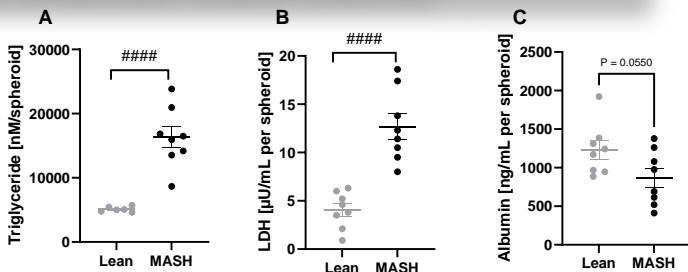 A
B
C
Triglyceride [nM/spheroid]
30000
20000
10000
0
####
Lean MASH
LDH [µU/mL per spheroid]
20
15
10
5
0
####
Lean MASH
Albumin [ng/mL per spheroid]
2500
2000
1500
1000
500
0
P = 0.0550
Lean MASH